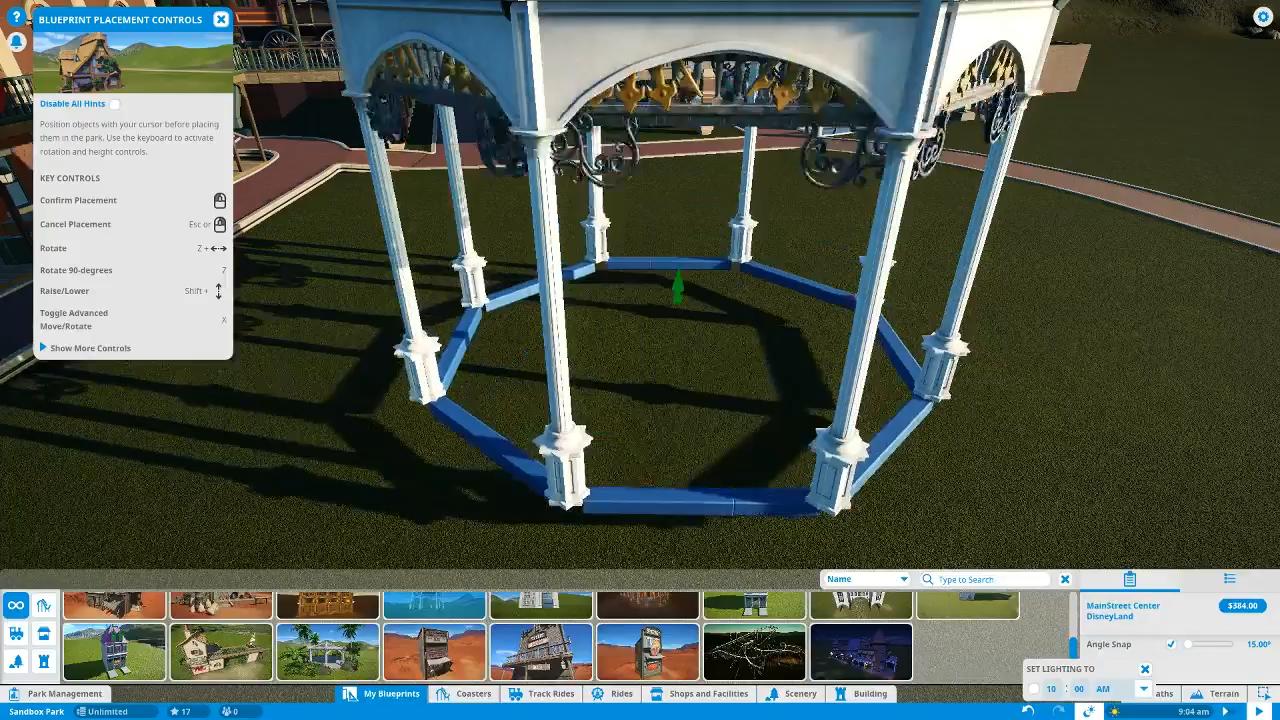 BLUEPRINT PLACEMENT CONTROLS
Disable All Hints
Position objects with your cursor before placing
them in the park. Use the keyboard to activate
rotation and height controls.
KEY CONTROLS
Confirm Placement
Cancel Placement Esc or
Rotate Z +
Rotate 90-degrees Z
Raise/Lower Shift +
Toglle Advanced
Move/Rotate X
Show More Controls
Name
Type to Search
MainStreet Center
DisneyLand
$384.00
Angle Snap 15.00°
SET LIGHTING TO
10 : 00 AM
Park Management
My Blueprints
Coasters
Track Rides
Rides
Shops and Facilities
Scenery
Building
aths
Terrain
Sandbox Park
Unlimited
17
0
9:04 am